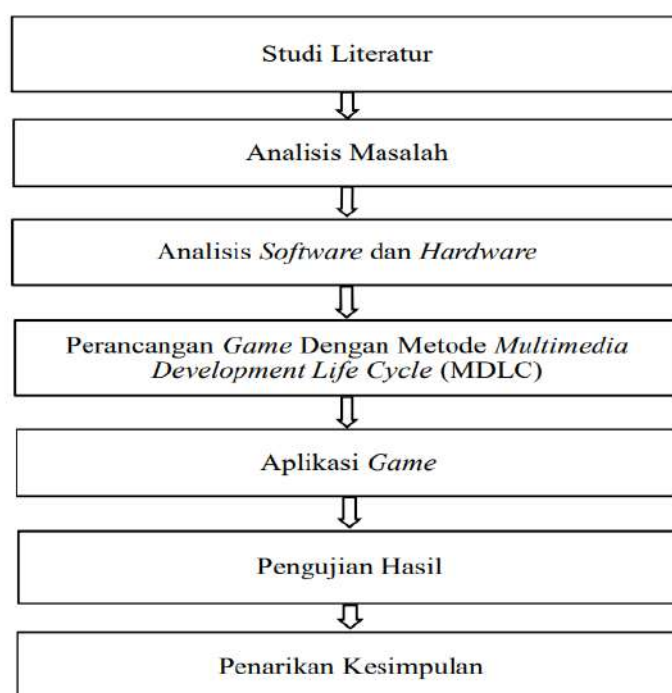 Studi Literatur
Analisis Masalah
Analisis Software dan Hardware
Perancangan Game Dengan Metode Multimedia
Development Life Cycle (MDLC)
Aplikasi Game
Pengujian Hasil
Penarikan Kesimpulan